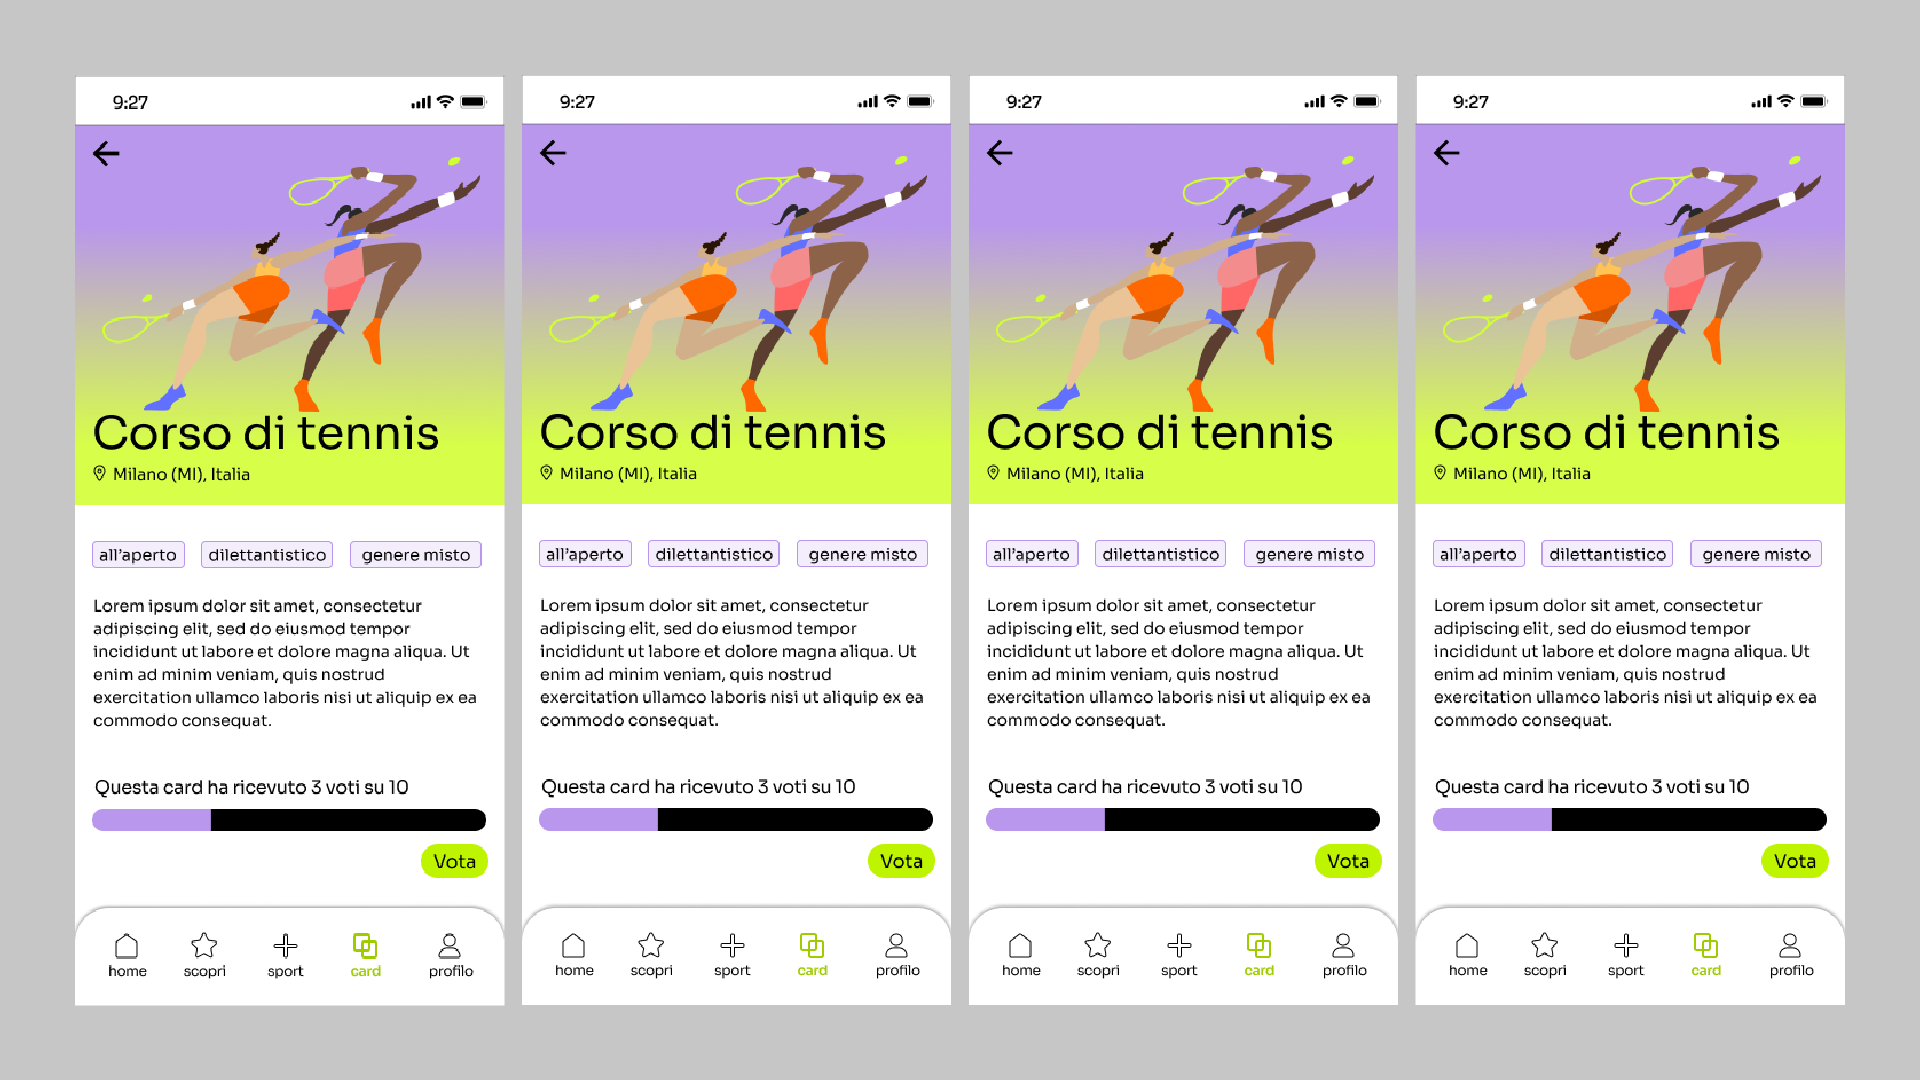 9:27
Corso di tennis
Milano (MI), Italia
all'aperto dilettantistico genere misto
Lorem ipsum dolor sit amet, consectetur
adipiscing elit, sed do eiusmod tempor
incididunt ut labore et dolore magna aliqua. Ut
enim ad minim veniam, quis nostrud
exercitation ullamco laboris nisi ut aliquip ex ea
commodo consequat.
Questa card ha ricevuto 3 voti su 10
Vota
home scopri sport card profilo
9:27
Corso di tennis
Milano (MI), Italia
all'aperto dilettantistico genere misto
Lorem ipsum dolor sit amet, consectetur
adipiscing elit, sed do eiusmod tempor
incididunt ut labore et dolore magna aliqua. Ut
enim ad minim veniam, quis nostrud
exercitation ullamco laboris nisi ut aliquip ex ea
commodo consequat.
Questa card ha ricevuto 3 voti su 10
Vota
home scopri sport card profilo
9:27
Corso di tennis
Milano (MI), Italia
all'aperto dilettantistico genere misto
Lorem ipsum dolor sit amet, consectetur
adipiscing elit, sed do eiusmod tempor
incididunt ut labore et dolore magna aliqua. Ut
enim ad minim veniam, quis nostrud
exercitation ullamco laboris nisi ut aliquip ex ea
commodo consequat.
Questa card ha ricevuto 3 voti su 10
Vota
home scopri sport card profilo
9:27
Corso di tennis
Milano (MI), Italia
all'aperto dilettantistico genere misto
Lorem ipsum dolor sit amet, consectetur
adipiscing elit, sed do eiusmod tempor
incididunt ut labore et dolore magna aliqua. Ut
enim ad minim veniam, quis nostrud
exercitation ullamco laboris nisi ut aliquip ex ea
commodo consequat.
Questa card ha ricevuto 3 voti su 10
Vota
home scopri sport card profilo